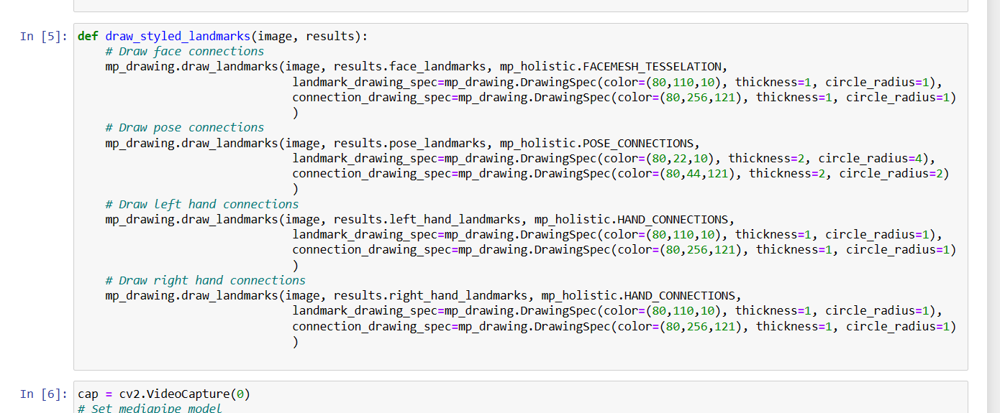 In [5]: def draw_styled_landmarks(image, results):
    # Draw face connections
    mp_drawing.draw_landmarks(image, results.face_landmarks, mp_holistic.FACEMESH_TESSELATION,
                               landmark_drawing_spec=mp_drawing.DrawingSpec(color=(80,110,10), thickness=1, circle_radius=1),
                               connection_drawing_spec=mp_drawing.DrawingSpec(color=(80,256,121), thickness=1, circle_radius=1)
                               )
    # Draw pose connections
    mp_drawing.draw_landmarks(image, results.pose_landmarks, mp_holistic.POSE_CONNECTIONS,
                               landmark_drawing_spec=mp_drawing.DrawingSpec(color=(80,22,10), thickness=2, circle_radius=4),
                               connection_drawing_spec=mp_drawing.DrawingSpec(color=(80,44,121), thickness=2, circle_radius=2)
                               )
    # Draw left hand connections
    mp_drawing.draw_landmarks(image, results.left_hand_landmarks, mp_holistic.HAND_CONNECTIONS,
                               landmark_drawing_spec=mp_drawing.DrawingSpec(color=(80,110,10), thickness=1, circle_radius=1),
                               connection_drawing_spec=mp_drawing.DrawingSpec(color=(80,256,121), thickness=1, circle_radius=1)
                               )
    # Draw right hand connections
    mp_drawing.draw_landmarks(image, results.right_hand_landmarks, mp_holistic.HAND_CONNECTIONS,
                               landmark_drawing_spec=mp_drawing.DrawingSpec(color=(80,110,10), thickness=1, circle_radius=1),
                               connection_drawing_spec=mp_drawing.DrawingSpec(color=(80,256,121), thickness=1, circle_radius=1)
                               )
In [6]: cap = cv2.VideoCapture(0)
# Set mediapipe model